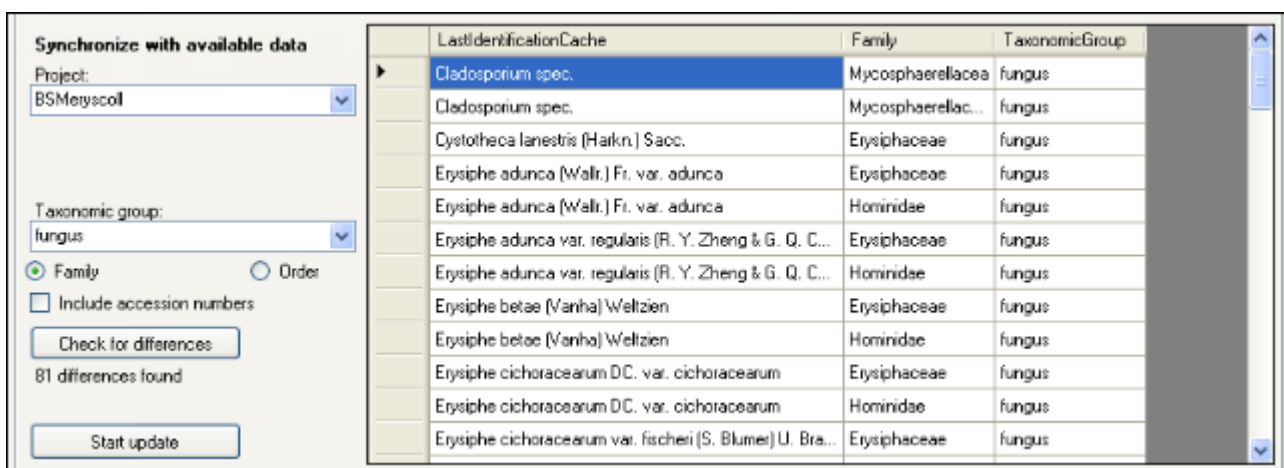 Synchronize with available data
Project:
BSMeryscoll
Taxonomic group:
fungus
Family Order
Include accession numbers
Check for differences
81 differences found
Start update
LastIdentificationCache Family TaxonomicGroup
Cladosporium spec. Mycosphaerellacea fungus
Cladosporium spec. Mycosphaerellac... fungus
Cystotheca lanestris (Harkn.) Sacc. Erysiphaceae fungus
Erysiphe adunca (Wallr.) Fr. var. adunca Erysiphaceae fungus
Erysiphe adunca (Wallr.) Fr. var. adunca Hominidae fungus
Erysiphe adunca var. regularis (R. Y. Zheng & G. Q. C... Erysiphaceae fungus
Erysiphe adunca var. regularis (R. Y. Zheng & G. Q. C... Hominidae fungus
Erysiphe betae (Vanha) Weltzien Erysiphaceae fungus
Erysiphe betae (Vanha) Weltzien Hominidae fungus
Erysiphe cichoracearum DC. var. cichoracearum Erysiphaceae fungus
Erysiphe cichoracearum DC. var. cichoracearum Hominidae fungus
Erysiphe cichoracearum var. fischeri (S. Blumer) U. Bra... Erysiphaceae fungus